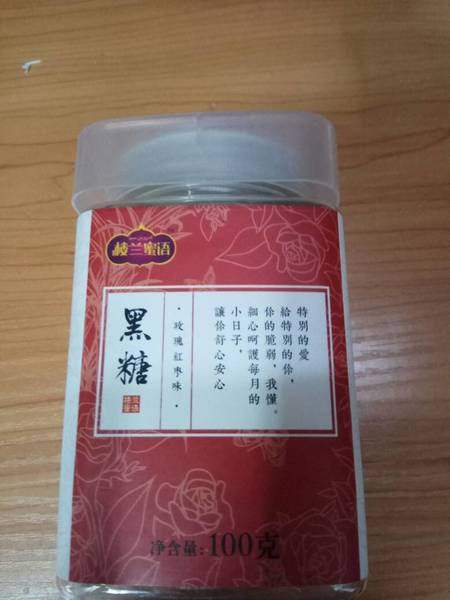 楼兰蜜语
特別的愛
給特別的你，
你的脆弱，我懂。
細心呵護每月的
小日子，
讓你舒心安心
·玫瑰紅枣味·
黑糖
净含量：100克